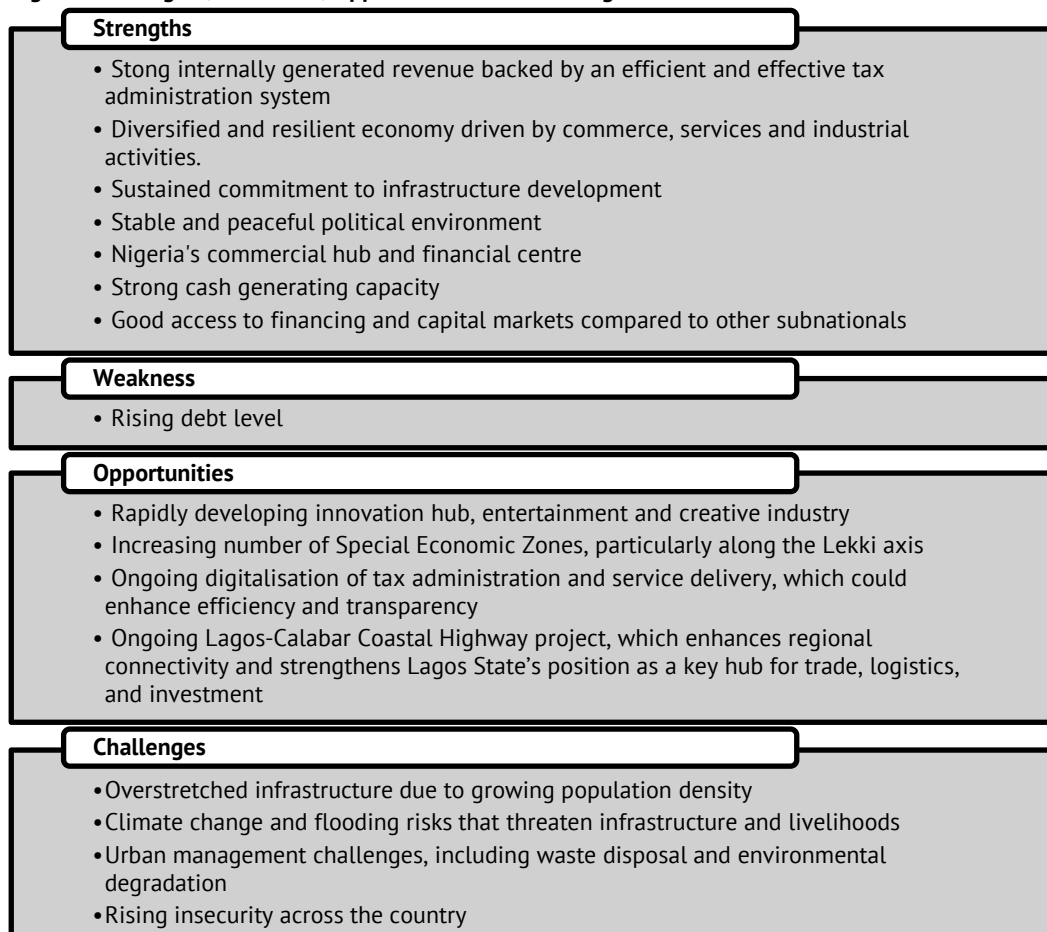 Strengths
• Stong internally generated revenue backed by an efficient and effective tax
administration system
• Diversified and resilient economy driven by commerce, services and industrial
activities.
• Sustained commitment to infrastructure development
• Stable and peaceful political environment
• Nigeria's commercial hub and financial centre
• Strong cash generating capacity
• Good access to financing and capital markets compared to other subnationals
Weakness
• Rising debt level
Opportunities
• Rapidly developing innovation hub, entertainment and creative industry
• Increasing number of Special Economic Zones, particularly along the Lekki axis
• Ongoing digitalisation of tax administration and service delivery, which could
enhance efficiency and transparency
• Ongoing Lagos-Calabar Coastal Highway project, which enhances regional
connectivity and strengthens Lagos State’s position as a key hub for trade, logistics,
and investment
Challenges
•Overstretched infrastructure due to growing population density
•Climate change and flooding risks that threaten infrastructure and livelihoods
•Urban management challenges, including waste disposal and environmental
degradation
•Rising insecurity across the country